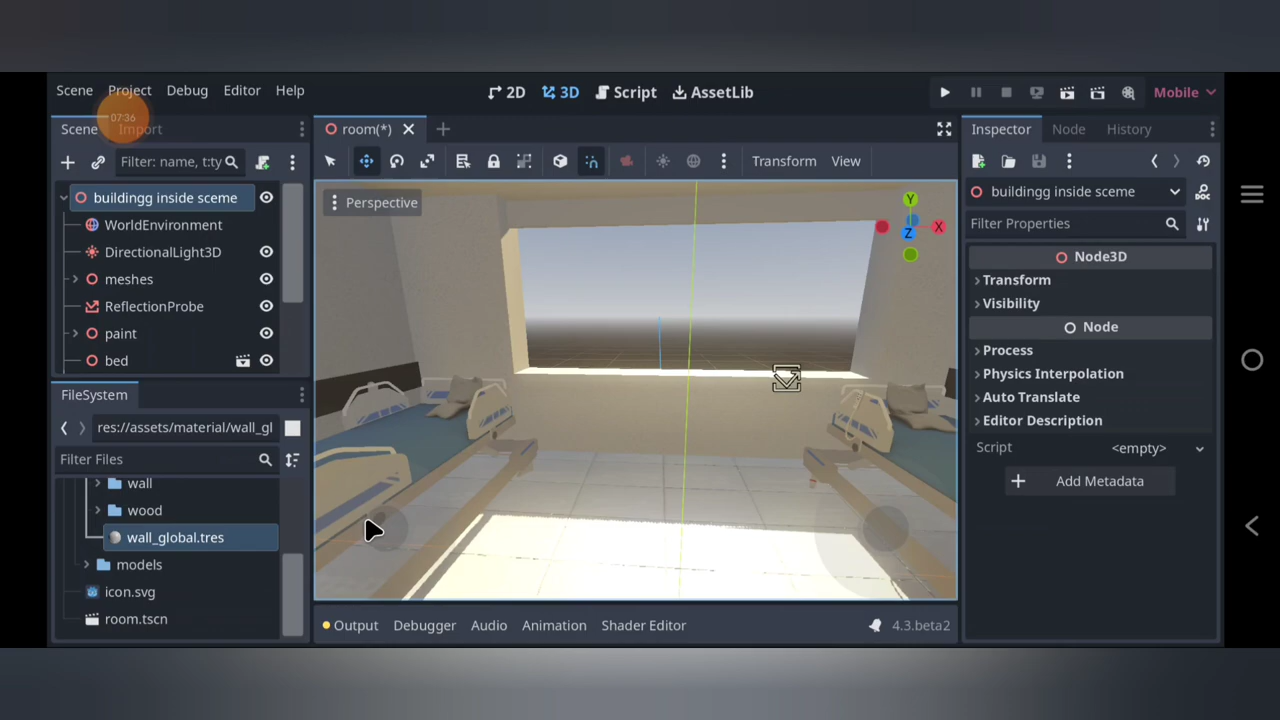 Scene Project Debug Editor Help
2D 3D Script AssetLib
Mobile
07:36
Scene Import
room(*)
Inspector Node History
Filter: name, t:ty
Transform View
buildingg inside sceme
WorldEnvironment
DirectionalLight3D
meshes
ReflectionProbe
paint
bed
Perspective
Y
X
Z
buildingg inside sceme
Filter Properties
Node3D
Transform
Visibility
Node
Process
Physics Interpolation
Auto Translate
Editor Description
Script <empty>
Add Metadata
FileSystem
res://assets/material/wall_gl
Filter Files
wall
wood
wall_global.tres
models
icon.svg
room.tscn
Output Debugger Audio Animation Shader Editor
4.3.beta2